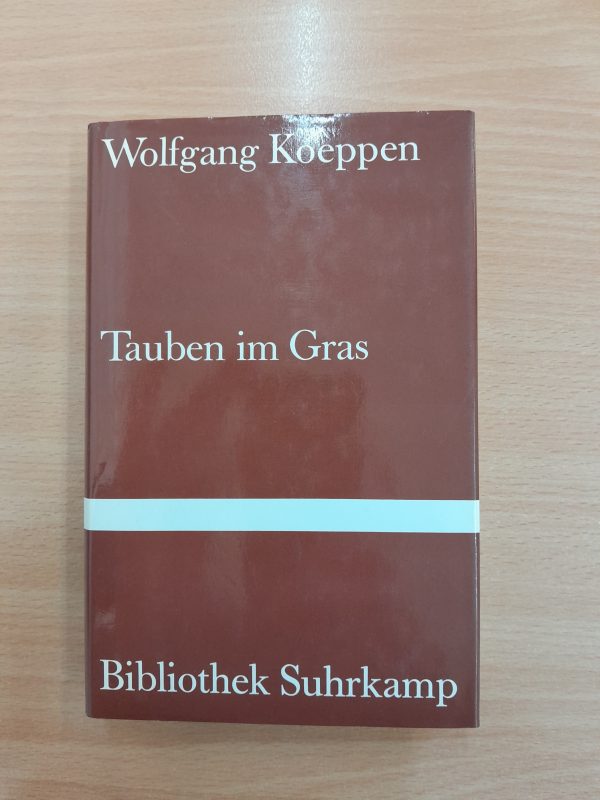 Wolfgang Koeppen
Tauben im Gras
Bibliothek Suhrkamp